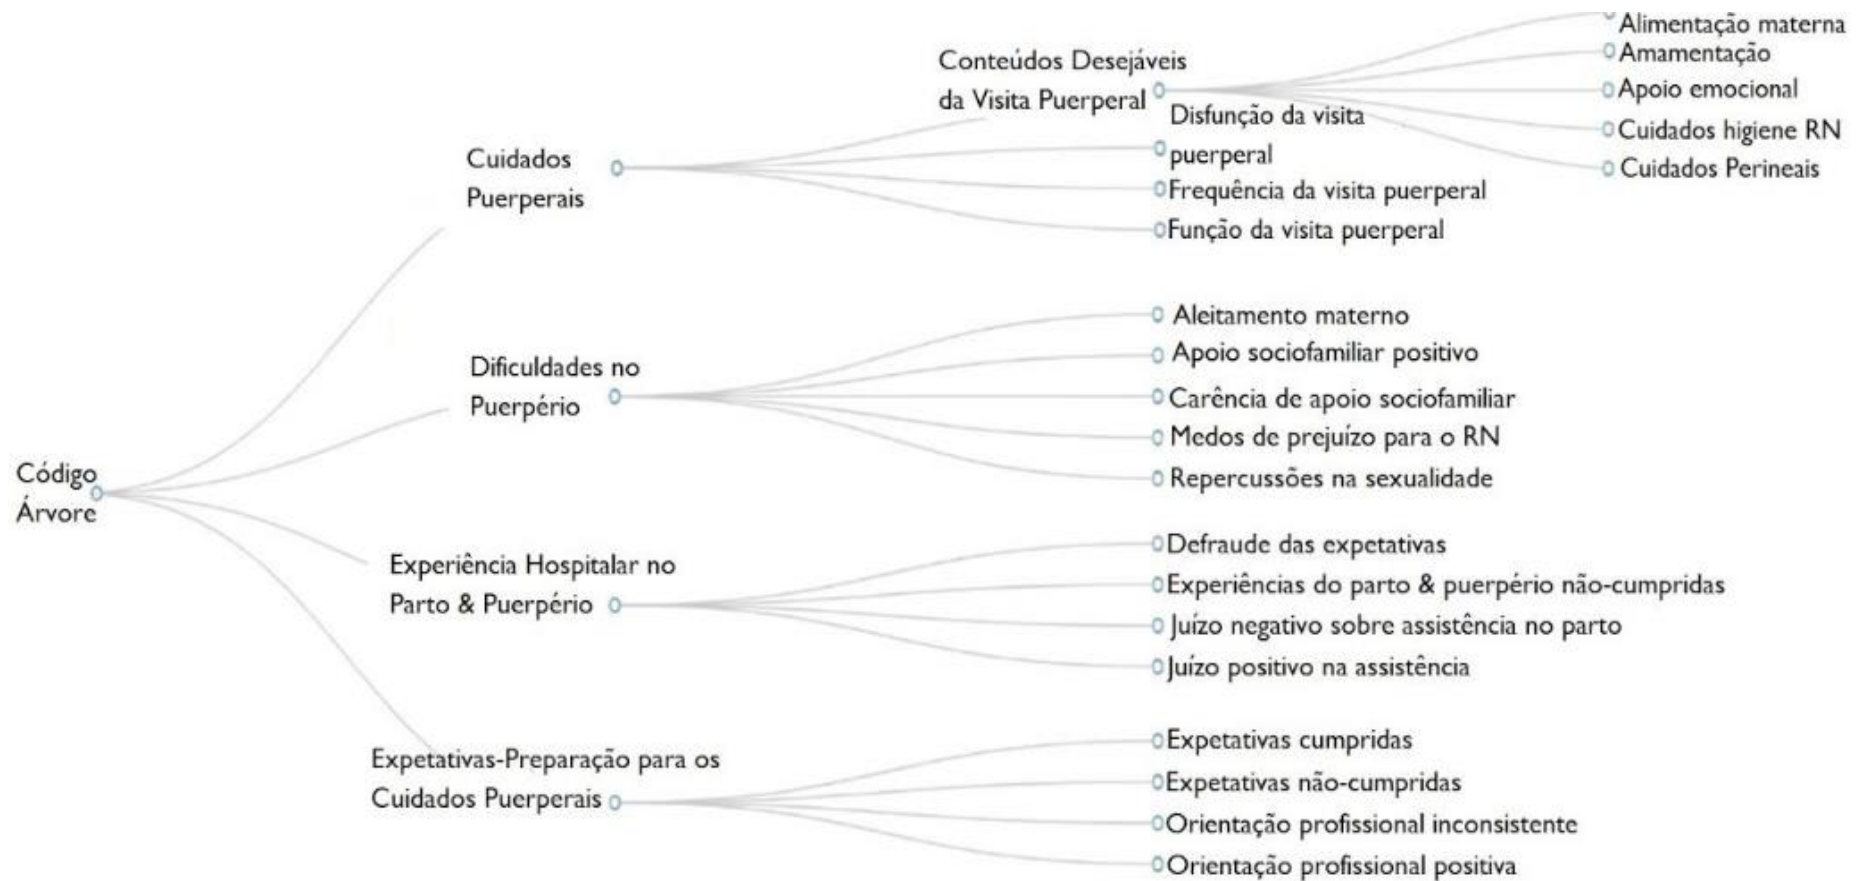 Código
Árvore
Cuidados
Puerperais
Conteúdos Desejáveis
da Visita Puerperal
Alimentação materna
Amamentação
Apoio emocional
Cuidados higiene RN
Cuidados Perineais
Disfunção da visita
puerperal
Frequência da visita puerperal
Função da visita puerperal
Dificuldades no
Puerpério
Aleitamento materno
Apoio sociofamiliar positivo
Carência de apoio sociofamiliar
Medos de prejuízo para o RN
Repercussões na sexualidade
Experiência Hospitalar no
Parto & Puerpério
Defraude das expetativas
Experiências do parto & puerpério não-cumpridas
Juízo negativo sobre assistência no parto
Juízo positivo na assistência
Expetativas-Preparação para os
Cuidados Puerperais
Expetativas cumpridas
Expetativas não-cumpridas
Orientação profissional inconsistente
Orientação profissional positiva